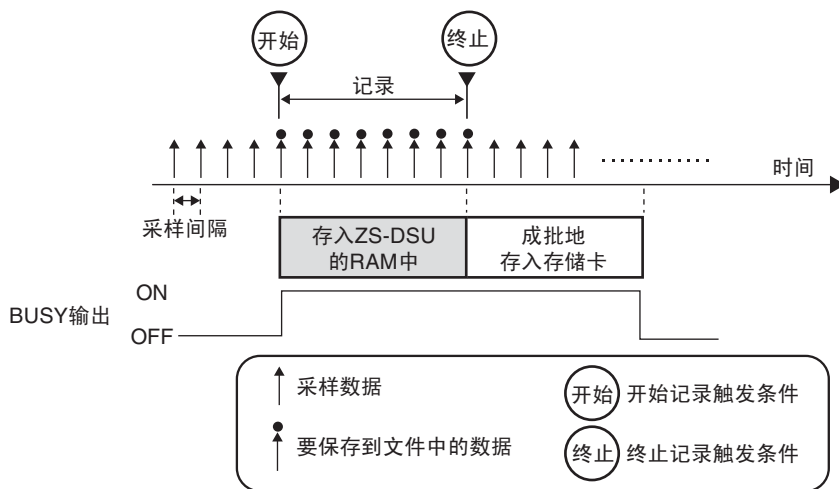 开始
终止
记录
时间
采样间隔
存入ZS-DSU
的RAM中
成批地
存入存储卡
ON
BUSY输出
OFF
采样数据
开始 开始记录触发条件
要保存到文件中的数据
终止 终止记录触发条件